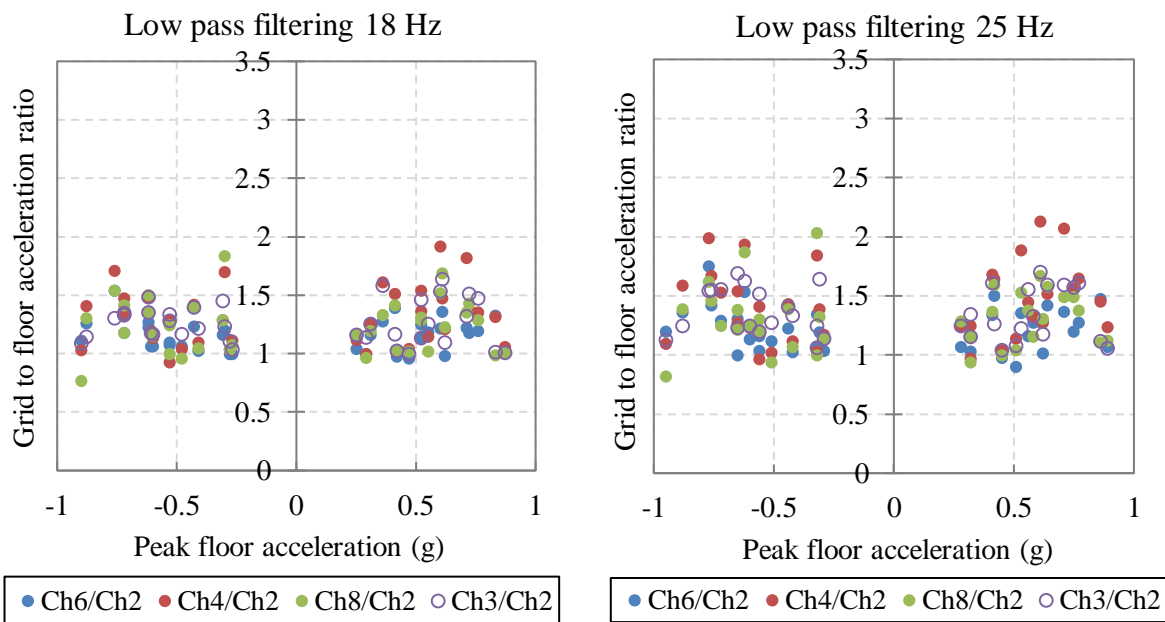 Low pass filtering 18 Hz
Grid to floor acceleration ratio
3.5
3
2.5
2
1.5
1
0.5
0
-1 -0.5 0 0.5 1
Peak floor acceleration (g)
Ch6/Ch2 Ch4/Ch2 Ch8/Ch2 Ch3/Ch2
Low pass filtering 25 Hz
Grid to floor acceleration ratio
3.5
3
2.5
2
1.5
1
0.5
0
-1 -0.5 0 0.5 1
Peak floor acceleration (g)
Ch6/Ch2 Ch4/Ch2 Ch8/Ch2 Ch3/Ch2